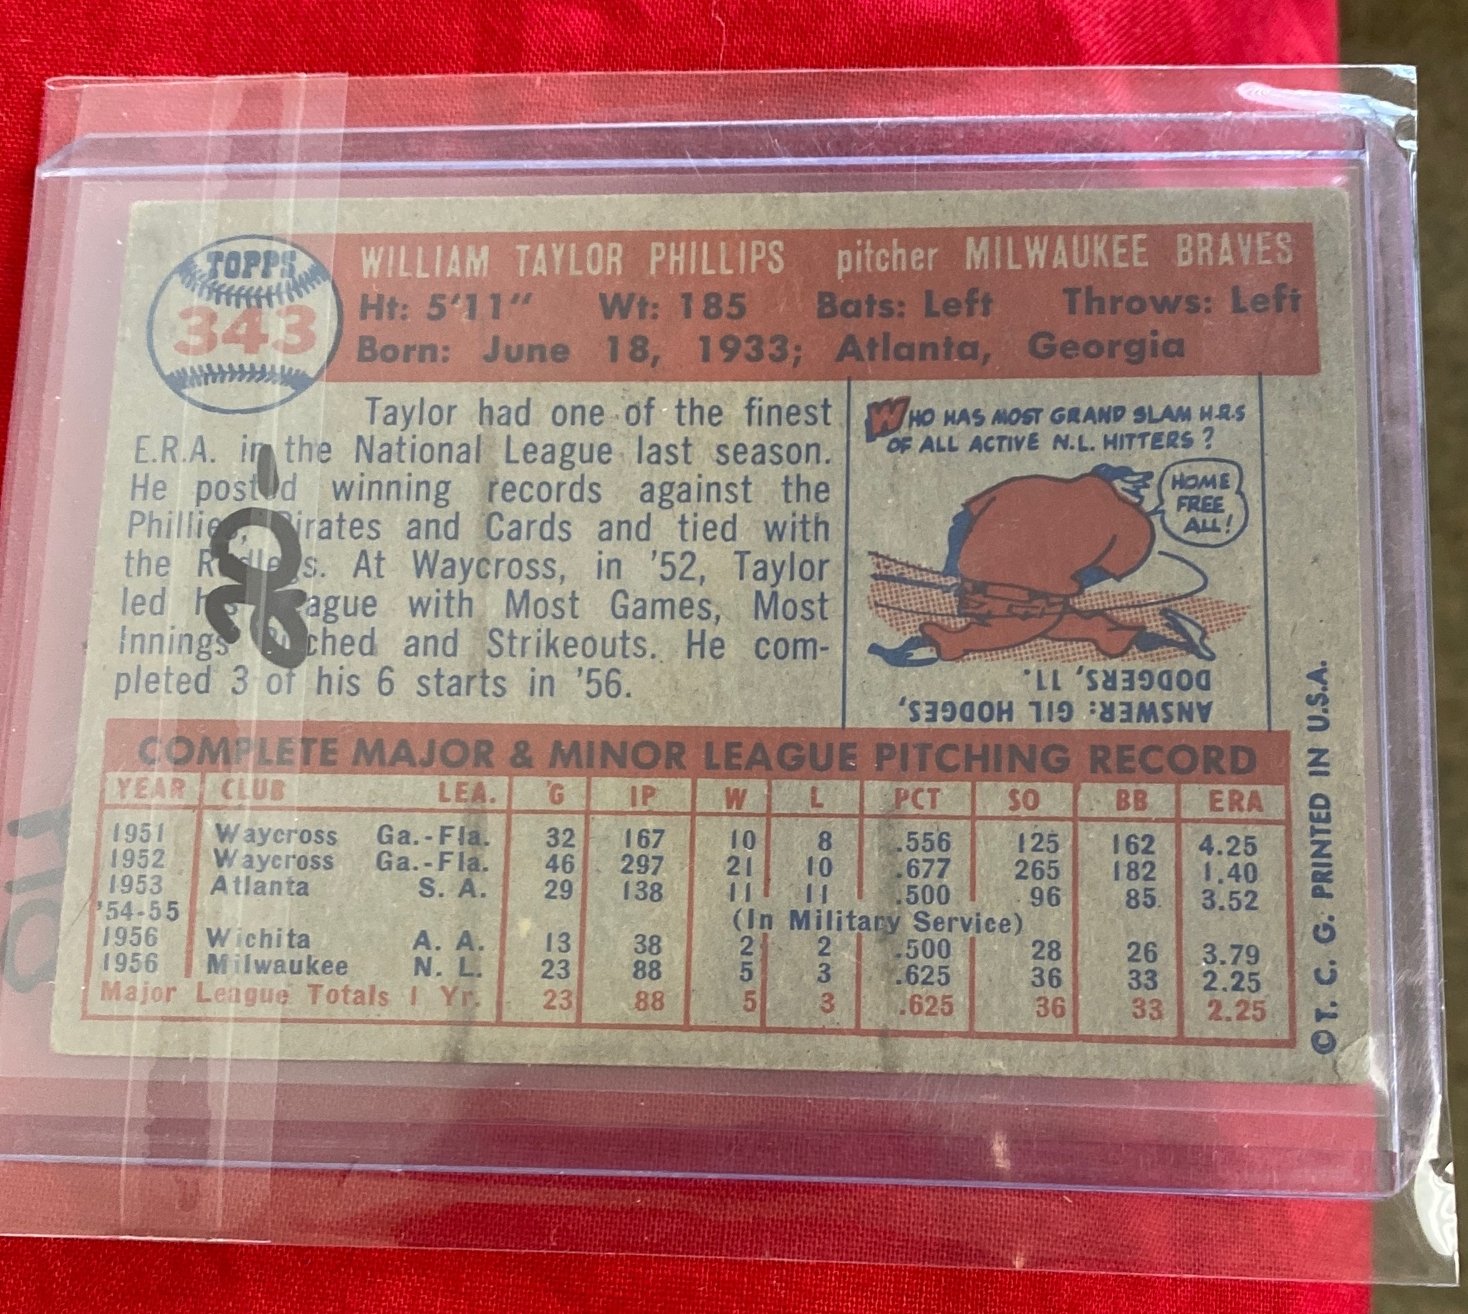 TOPPS
343
WILLIAM TAYLOR PHILLIPS pitcher MILWAUKEE BRAVES
Ht: 5'11" Wt: 185 Bats: Left Throws: Left
Born: June 18, 1933; Atlanta, Georgia
Taylor had one of the finest
E.R.A. in the National League last season.
He posted winning records against the
Phillies, Pirates and Cards and tied with
the Redlegs. At Waycross, in '52, Taylor
led his league with Most Games, Most
Innings Pitched and Strikeouts. He com-
pleted 3 of his 6 starts in '56.
WHO HAS MOST GRAND SLAM H.R.S
OF ALL ACTIVE N.L. HITTERS?
HOME
FREE
ALL!
ANSWER: GIL HODGES,
DODGERS, 11.
COMPLETE MAJOR & MINOR LEAGUE PITCHING RECORD
YEAR CLUB LEA. G IP W L PCT SO BB ERA
1951 Waycross Ga.-Fla. 32 167 10 8 .556 125 162 4.25
1952 Waycross Ga.-Fla. 46 297 21 10 .677 265 182 1.40
1953 Atlanta S. A. 29 138 11 11 .500 96 85 3.52
'54-55 (In Military Service)
1956 Wichita A. A. 13 38 2 2 .500 28 26 3.79
1956 Milwaukee N. L. 23 88 5 3 .625 36 33 2.25
Major League Totals 1 Yr. 23 88 5 3 .625 36 33 2.25
© T. C. G. PRINTED IN U.S.A.